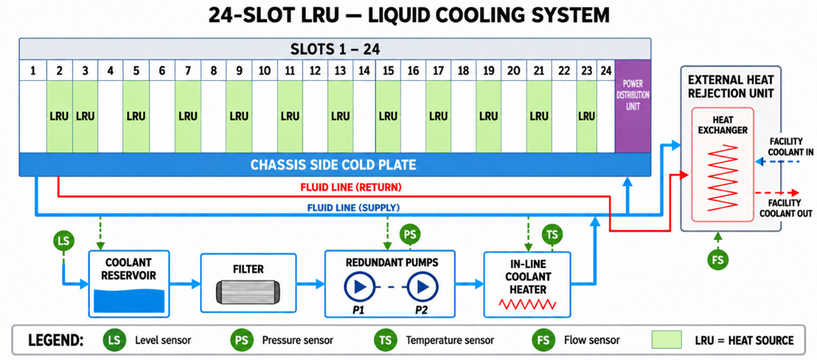 24-SLOT LRU — LIQUID COOLING SYSTEM
SLOTS 1 – 24
1 2 3 4 5 6 7 8 9 10 11 12 13 14 15 16 17 18 19 20 21 22 23 24
POWER
DISTRIBUTION
UNIT
LRU LRU LRU LRU LRU LRU LRU LRU LRU LRU LRU
CHASSIS SIDE COLD PLATE
FLUID LINE (RETURN)
FLUID LINE (SUPPLY)
EXTERNAL HEAT
REJECTION UNIT
HEAT
EXCHANGER
FACILITY
COOLANT IN
FACILITY
COOLANT OUT
FS
LS
COOLANT
RESERVOIR
FILTER
PS
REDUNDANT PUMPS
P1 P2
TS
IN-LINE
COOLANT
HEATER
LEGEND: LS Level sensor PS Pressure sensor TS Temperature sensor FS Flow sensor LRU = HEAT SOURCE